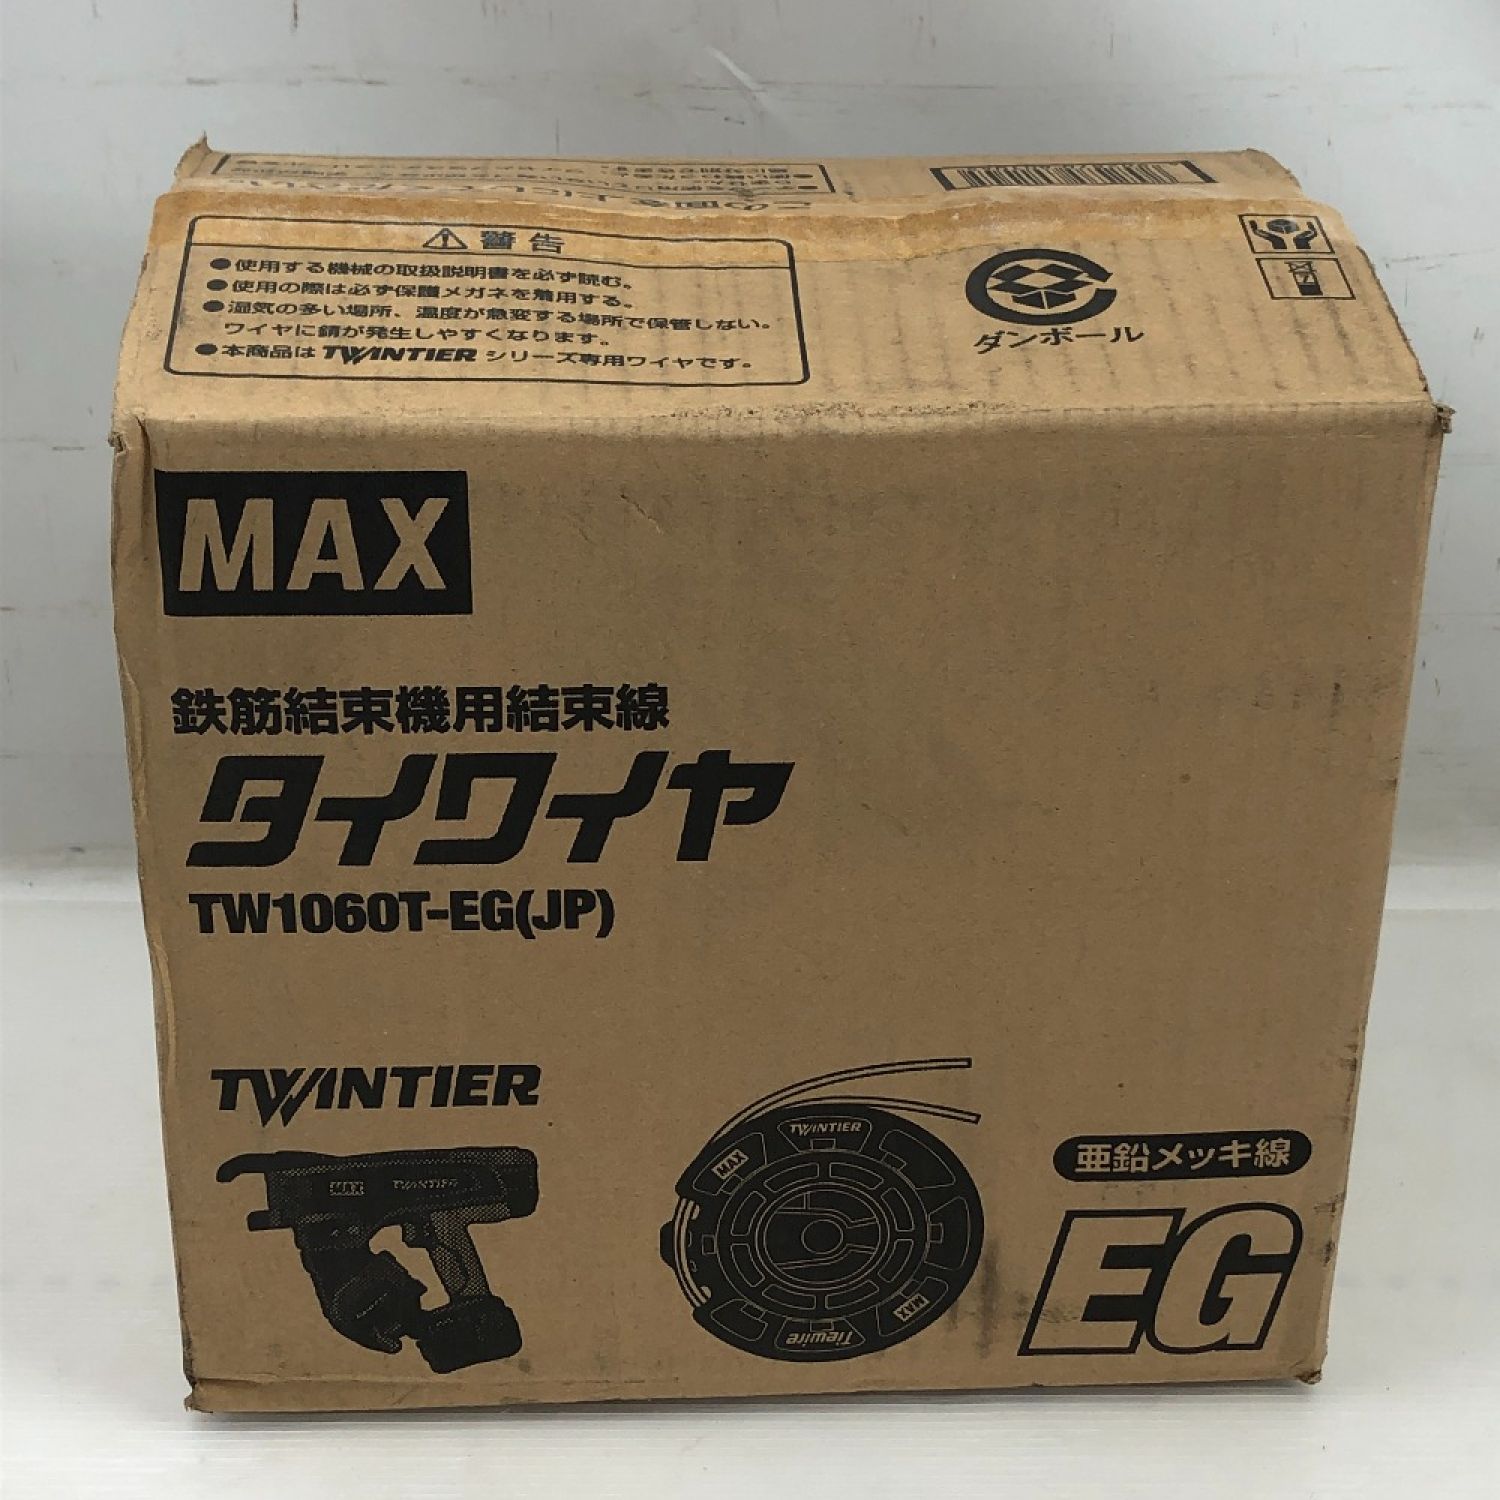 警告
●使用する機械の取扱説明書を必ず読む。
●使用の際は必ず保護メガネを着用する。
●湿気の多い場所、温度が急変する場所で保管しない。
ワイヤに錆が発生しやすくなります。
●本商品はTWINTIERシリーズ専用ワイヤです。
ダンボール
MAX
鉄筋結束機用結束線
タイワイヤ
TW1060T-EG(JP)
TWINTIER
MAX TWINTIER
TWINTIER
MAX
MAX
Tiewire
亜鉛メッキ線
EG